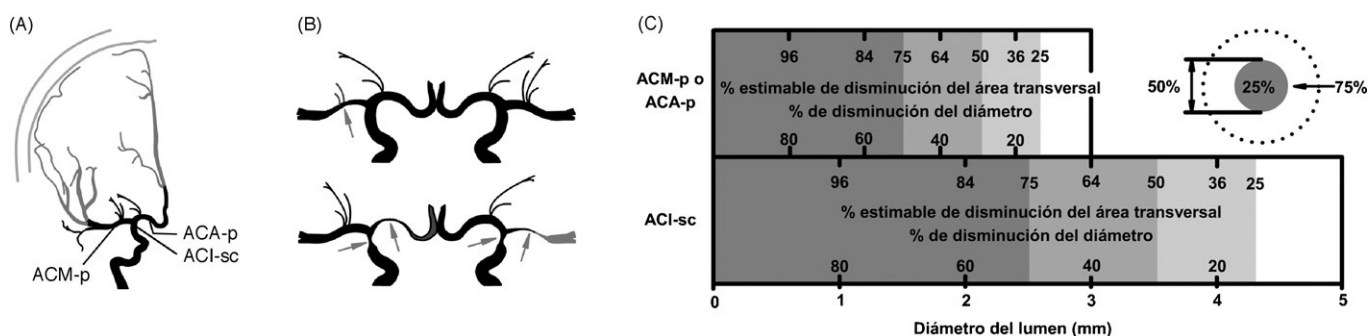 (A)
ACA-p
ACI-sc
ACM-p
(B)
(C)
ACM-p o
ACA-p
96 84 75 64 50 36 25
% estimable de disminución del área transversal
% de disminución del diámetro
80 60 40 20
50% 25% 75%
ACI-sc
96 84 75 64 50 36 25
% estimable de disminución del área transversal
% de disminución del diámetro
80 60 40 20
0 1 2 3 4 5
Diámetro del lumen (mm)